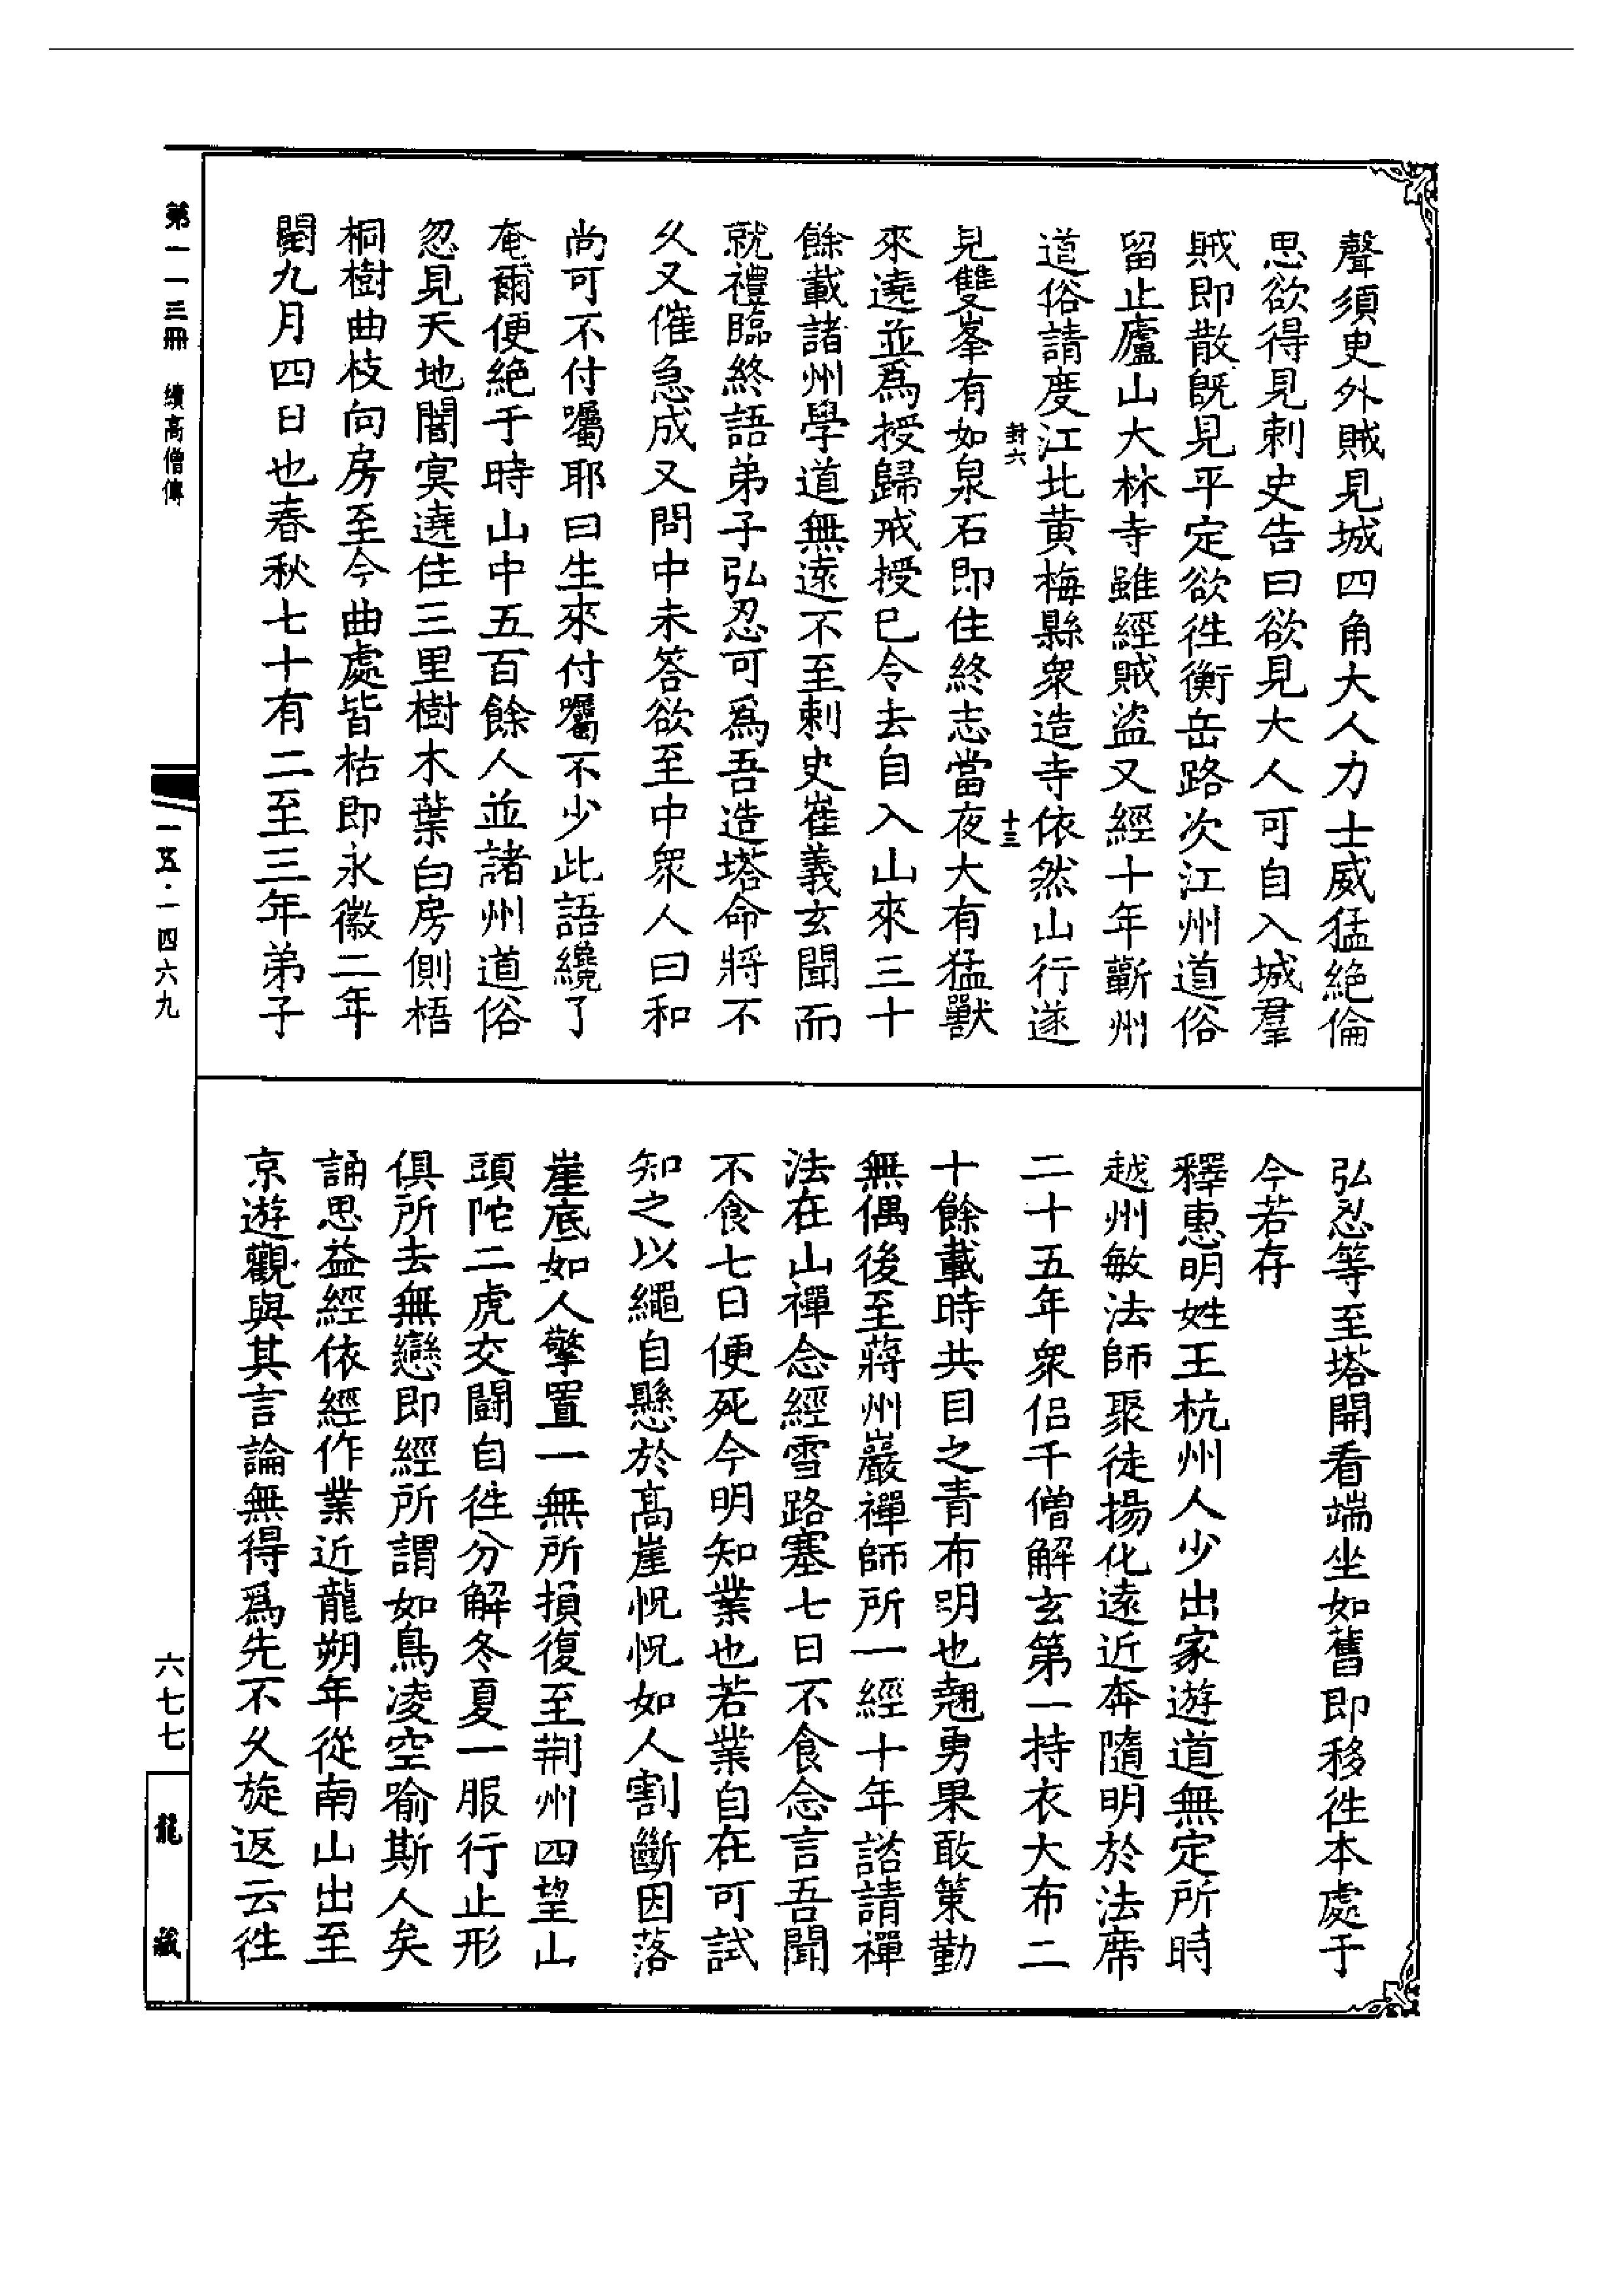 聲須臾外賊見城四角大人力士威猛絕倫
思欲得見刺史告曰欲見大人可自入城羣
賊即散既見平定欲徃衡岳路次江州道俗
留止廬山大林寺雖經賊盜又經十年蘄州
道俗請度江北黃梅縣衆造寺依然山行遂
封六
十三
見雙峯有如泉石即住終志當夜大有猛獸
來遶並爲授歸戒授已令去自入山來三十
餘載諸州學道無遠不至刺史崔義玄聞而
就禮臨終語弟子弘忍可爲吾造塔命將不
久又催急成又問中未答欲至中衆人曰和
尚可不付囑耶曰生來付囑不少此語纔了
奄爾便絕于時山中五百餘人並諸州道俗
忽見天地闇冥遶住三里樹木葉白房側梧
桐樹曲枝向房至今曲處皆枯即永徽二年
閏九月四日也春秋七十有二至三年弟子
弘忍等至塔開看端坐如舊即移徃本處于
今若存
釋惠明姓王杭州人少出家遊道無定所時
越州敏法師聚徒揚化遠近奔隨明於法席
二十五年衆侶千僧解玄第一持衣大布二
十餘載時共目之青布明也翹勇果敢策勤
無偶後至蔣州巖禪師所一經十年諮請禪
法在山禪念經雪路塞七日不食念言吾聞
不食七日便死今明知業也若業自在可試
知之以繩自懸於高崖怳怳如人割斷因落
崖底如人擎置一無所損復至荆州四望山
頭陀二虎交鬭自徃分解冬夏一服行止形
俱所去無戀即經所謂如鳥凌空喻斯人矣
誦思益經依經作業近龍朔年從南山出至
京遊觀與其言論無得爲先不久旋返云徃
第一一三冊 續高僧傳
一五·一四六九
六七七
龍藏